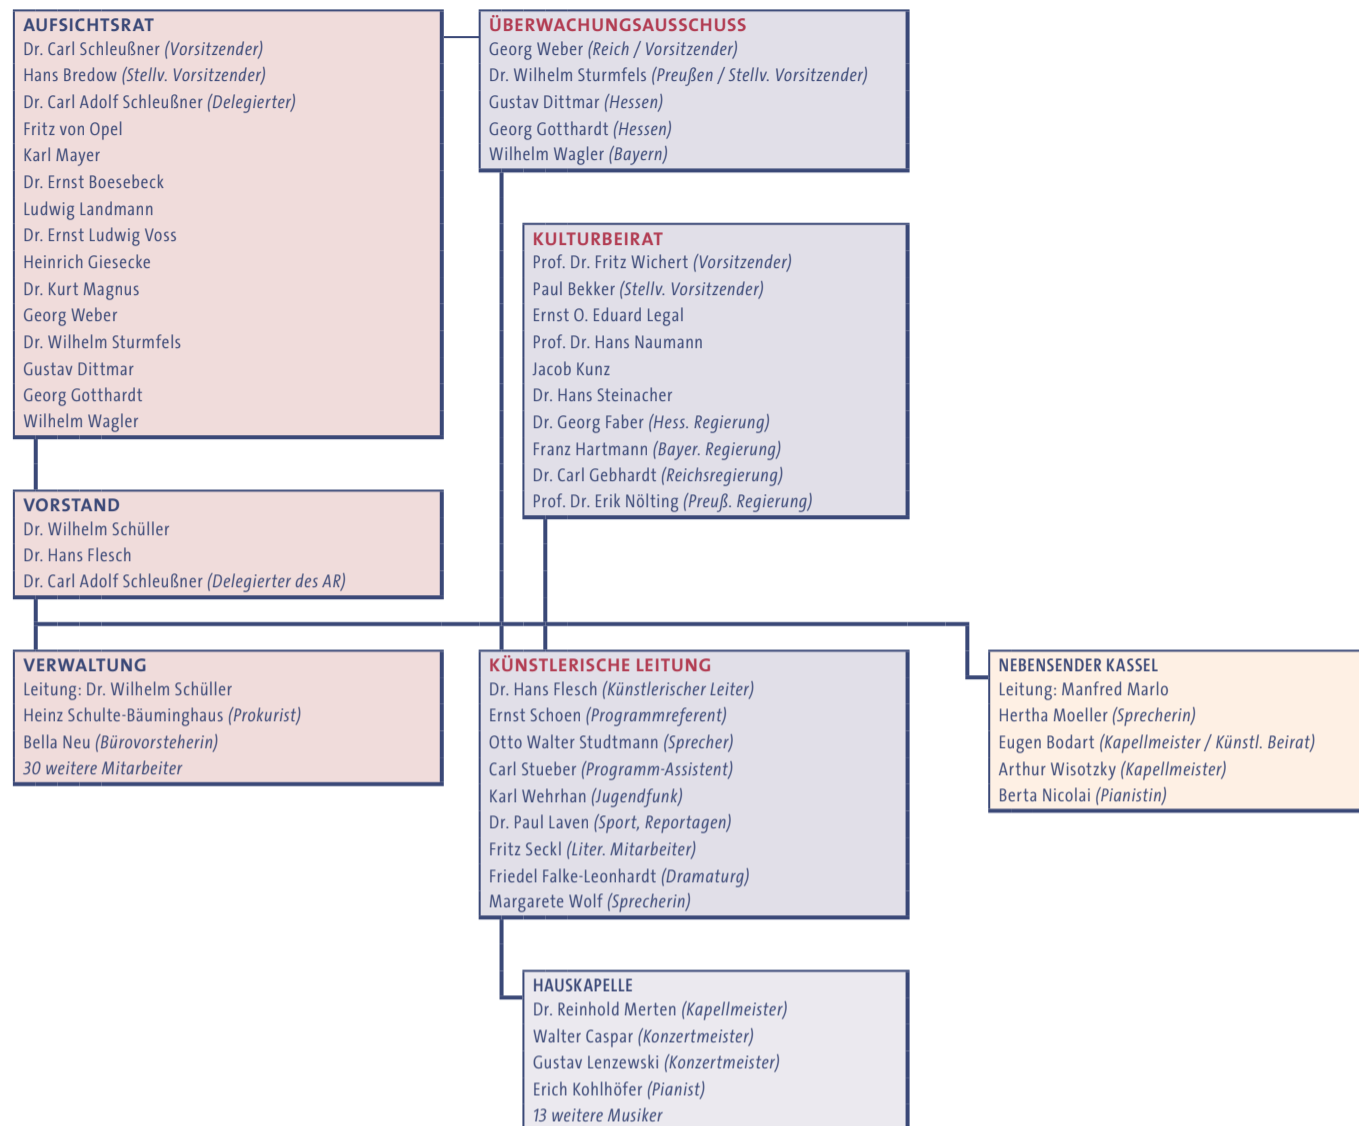 AUFSICHTSRAT
Dr. Carl Schleußner (Vorsitzender)
Hans Bredow (Stellv. Vorsitzender)
Dr. Carl Adolf Schleußner (Delegierter)
Fritz von Opel
Karl Mayer
Dr. Ernst Boesebeck
Ludwig Landmann
Dr. Ernst Ludwig Voss
Heinrich Giesecke
Dr. Kurt Magnus
Georg Weber
Dr. Wilhelm Sturmfels
Gustav Dittmar
Georg Gotthardt
Wilhelm Wagler
ÜBERWACHUNGSAUSSCHUSS
Georg Weber (Reich / Vorsitzender)
Dr. Wilhelm Sturmfels (Preußen / Stellv. Vorsitzender)
Gustav Dittmar (Hessen)
Georg Gotthardt (Hessen)
Wilhelm Wagler (Bayern)
KULTURBEIRAT
Prof. Dr. Fritz Wichert (Vorsitzender)
Paul Bekker (Stellv. Vorsitzender)
Ernst O. Eduard Legal
Prof. Dr. Hans Naumann
Jacob Kunz
Dr. Hans Steinacher
Dr. Georg Faber (Hess. Regierung)
Franz Hartmann (Bayer. Regierung)
Dr. Carl Gebhardt (Reichsregierung)
Prof. Dr. Erik Nölting (Preuß. Regierung)
VORSTAND
Dr. Wilhelm Schüller
Dr. Hans Flesch
Dr. Carl Adolf Schleußner (Delegierter des AR)
VERWALTUNG
Leitung: Dr. Wilhelm Schüller
Heinz Schulte-Bäuminghaus (Prokurist)
Bella Neu (Bürovorsteherin)
30 weitere Mitarbeiter
KÜNSTLERISCHE LEITUNG
Dr. Hans Flesch (Künstlerischer Leiter)
Ernst Schoen (Programmreferent)
Otto Walter Studtmann (Sprecher)
Carl Stueber (Programm-Assistent)
Karl Wehrhan (Jugendfunk)
Dr. Paul Laven (Sport, Reportagen)
Fritz Seckl (Liter. Mitarbeiter)
Friedel Falke-Leonhardt (Dramaturg)
Margarete Wolf (Sprecherin)
NEBENSENDER KASSEL
Leitung: Manfred Marlo
Hertha Moeller (Sprecherin)
Eugen Bodart (Kapellmeister / Künstl. Beirat)
Arthur Wisotzky (Kapellmeister)
Berta Nicolai (Pianistin)
HAUSKAPELLE
Dr. Reinhold Merten (Kapellmeister)
Walter Caspar (Konzertmeister)
Gustav Lenzewski (Konzertmeister)
Erich Kohlhöfer (Pianist)
13 weitere Musiker